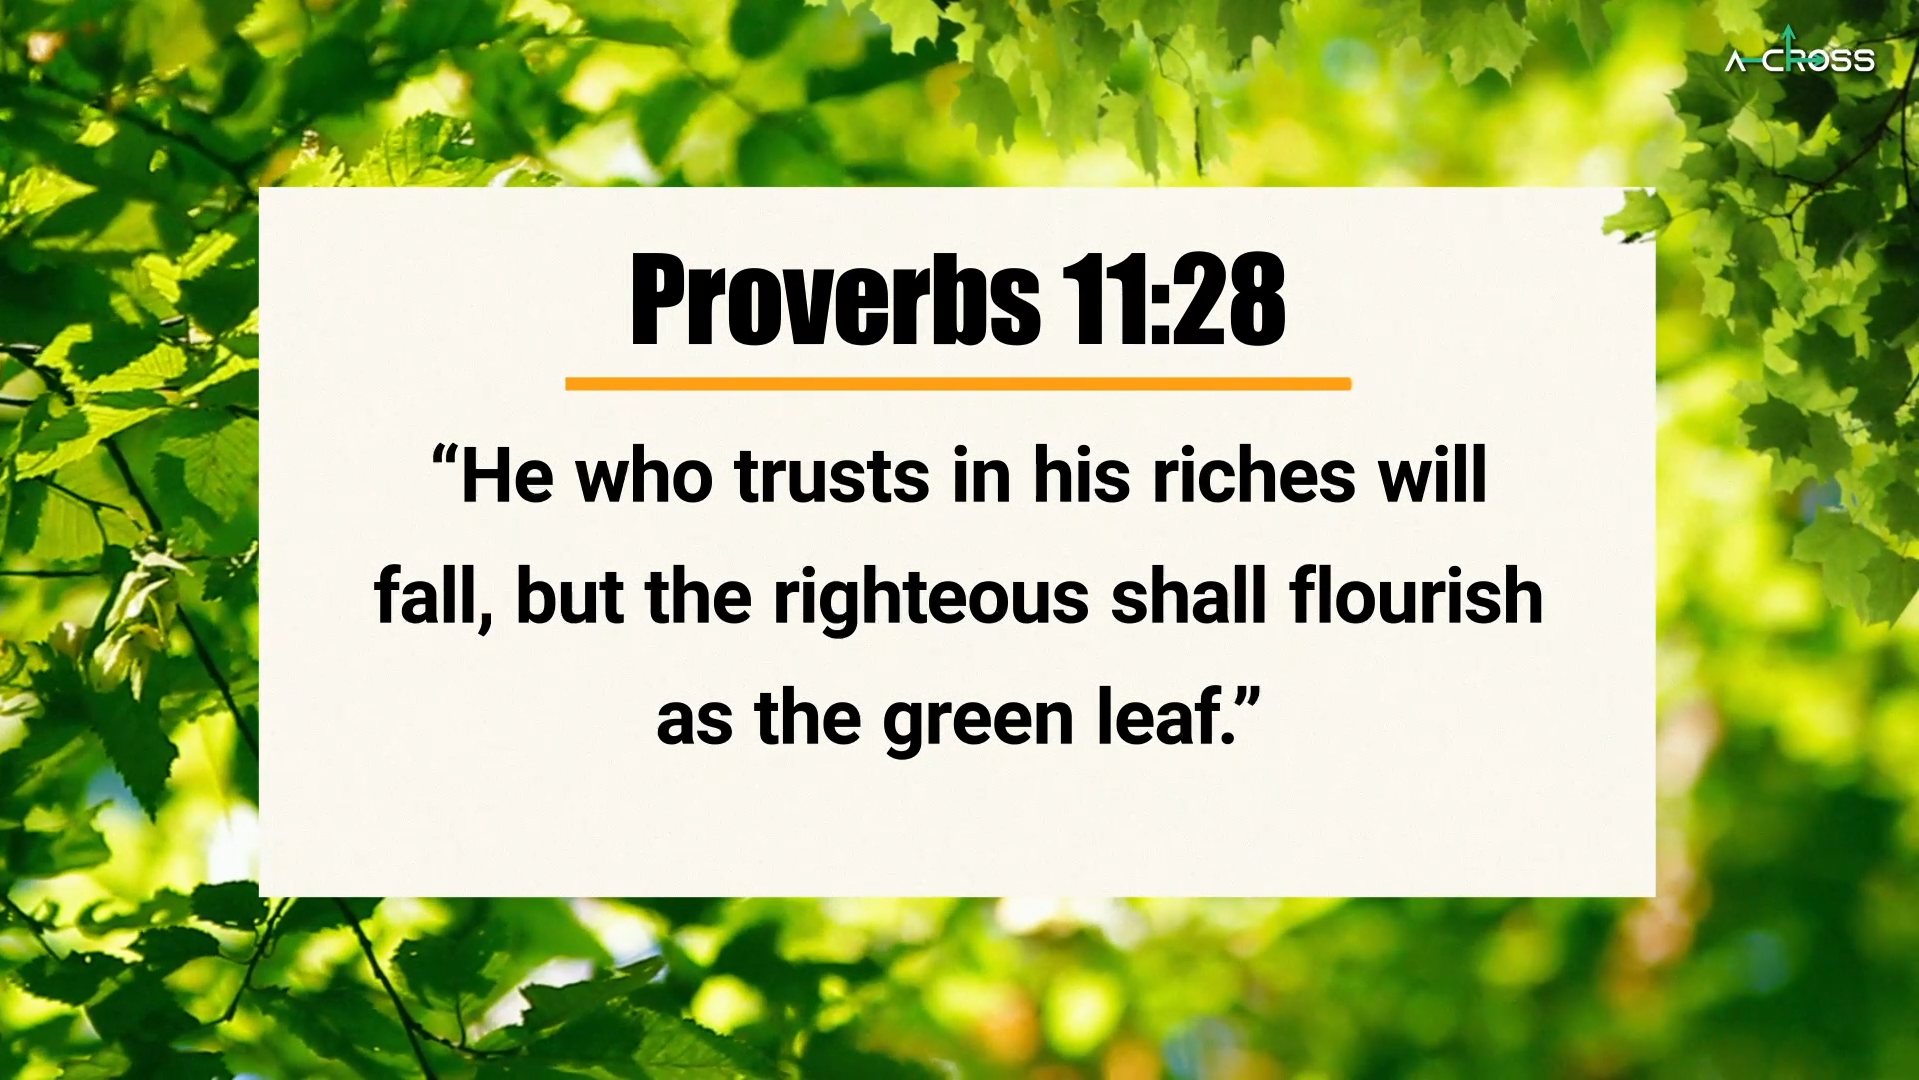 A-CROSS
Proverbs 11:28
“He who trusts in his riches will
fall, but the righteous shall flourish
as the green leaf.”